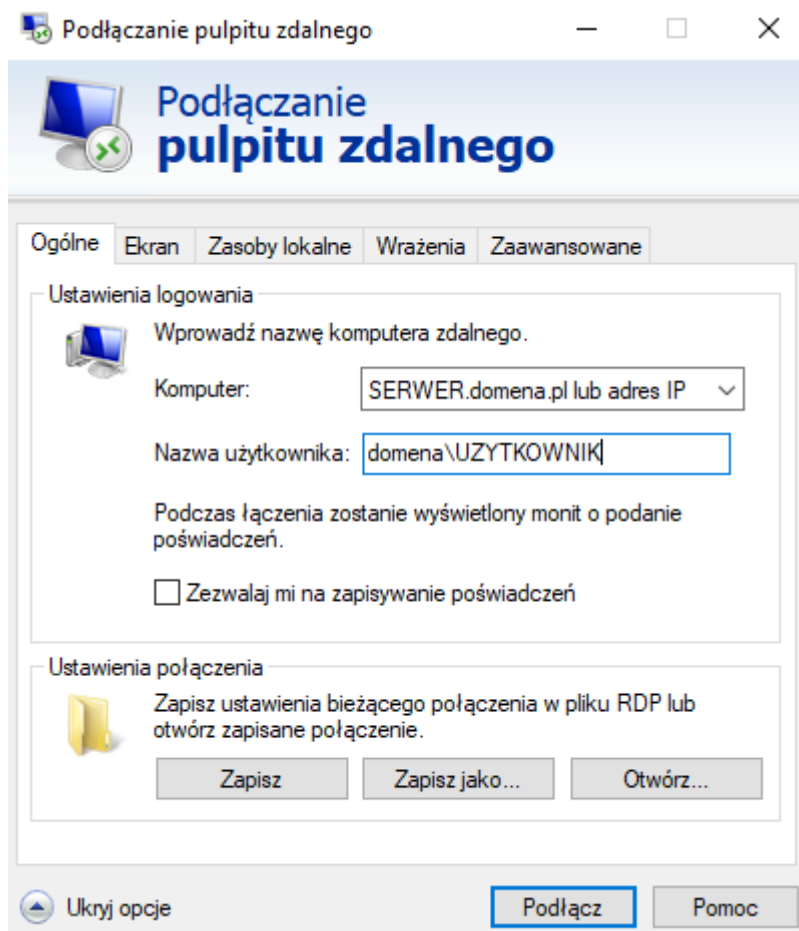 Podłączanie pulpitu zdalnego
Podłączanie
pulpitu zdalnego
Ogólne Ekran Zasoby lokalne Wrażenia Zaawansowane
Ustawienia logowania
Wprowadź nazwę komputera zdalnego.
Komputer: SERWER.domena.pl lub adres IP
Nazwa użytkownika: domena\UZYTKOWNIK
Podczas łączenia zostanie wyświetlony monit o podanie
poświadczeń.
Zezwalaj mi na zapisywanie poświadczeń
Ustawienia połączenia
Zapisz ustawienia bieżącego połączenia w pliku RDP lub
otwórz zapisane połączenie.
Zapisz Zapisz jako... Otwórz...
Ukryj opcje Podłącz Pomoc